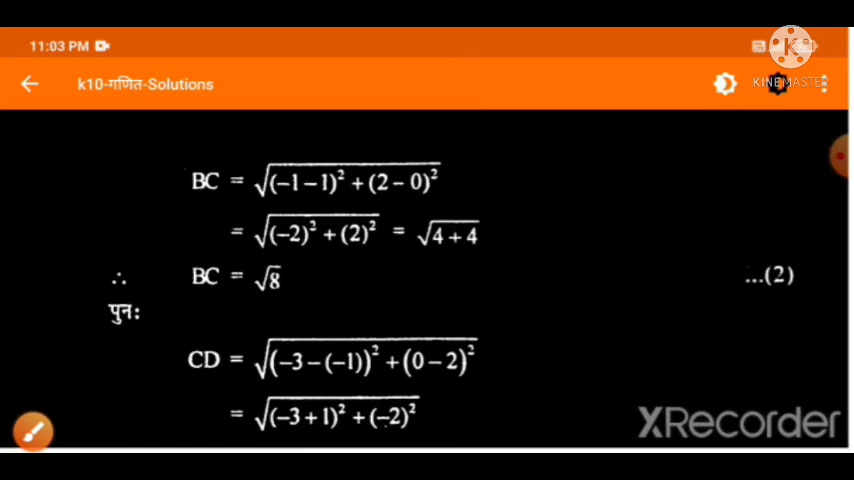 11:03 PM
K
KINEMASTER
k10-गणित-Solutions
BC = √(-1-1)² + (2-0)²
= √(-2)² + (2)² = √4+4
∴ BC = √8 ...(2)
पुनः
CD = √(-3-(-1))² + (0-2)²
= √(-3+1)² + (-2)²
XRecorder